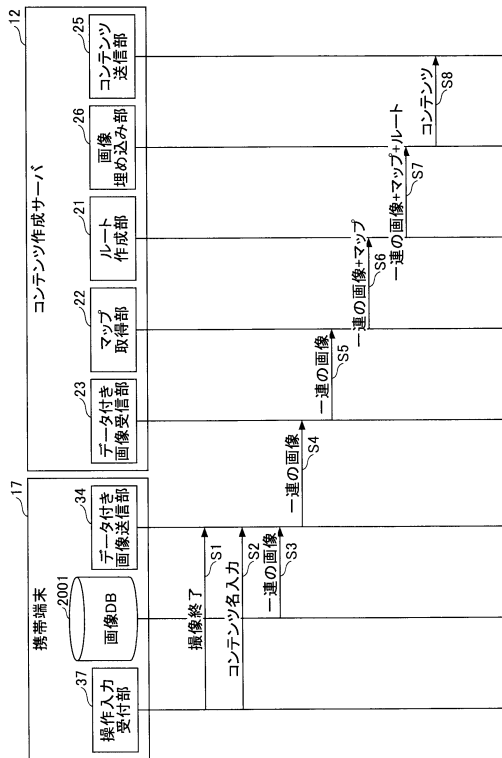 携帯端末
17
コンテンツ作成サーバ
12
37
操作入力
受付部
2001
画像DB
34
データ付き
画像送信部
23
データ付き
画像受信部
22
マップ
取得部
21
ルート
作成部
26
画像
埋め込み部
25
コンテンツ
送信部
撮像終了
S1
コンテンツ名入力
S2
一連の画像
S3
一連の画像
S4
一連の画像
S5
一連の画像+マップ
S6
一連の画像+マップ+ルート
S7
コンテンツ
S8